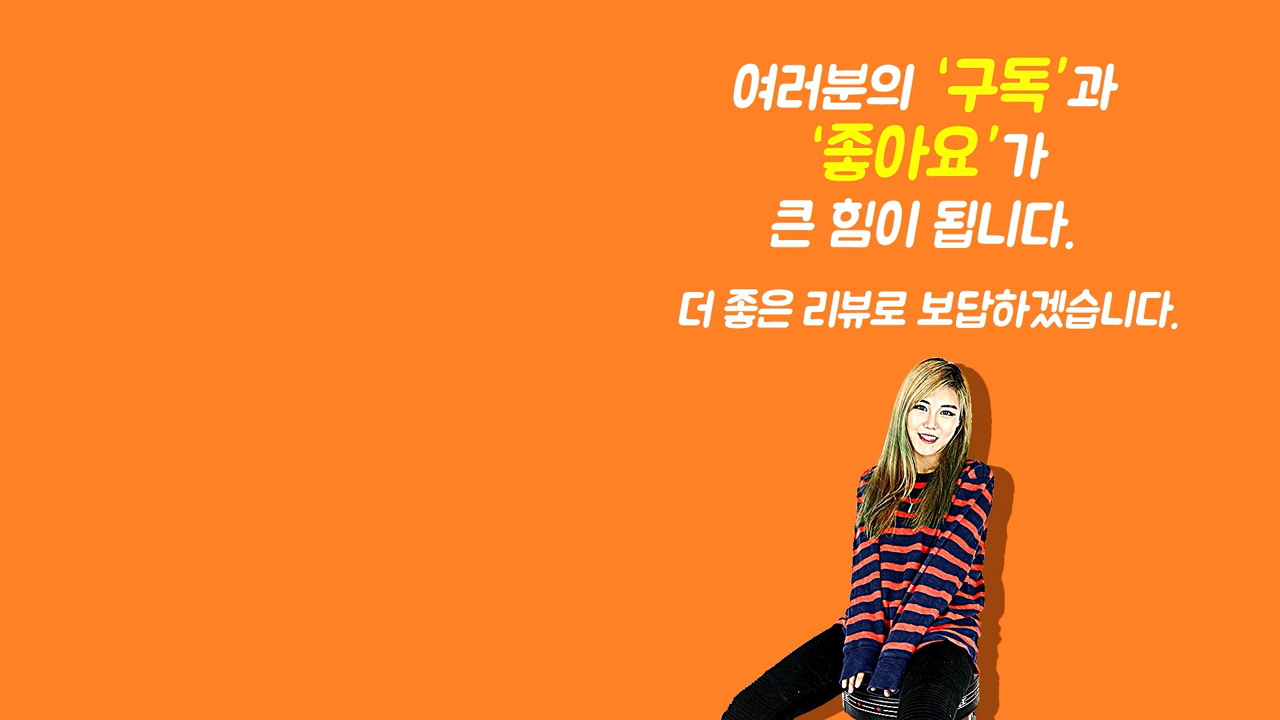 여러분의 ‘구독’과
‘좋아요’가
큰 힘이 됩니다.
더 좋은 리뷰로 보답하겠습니다.